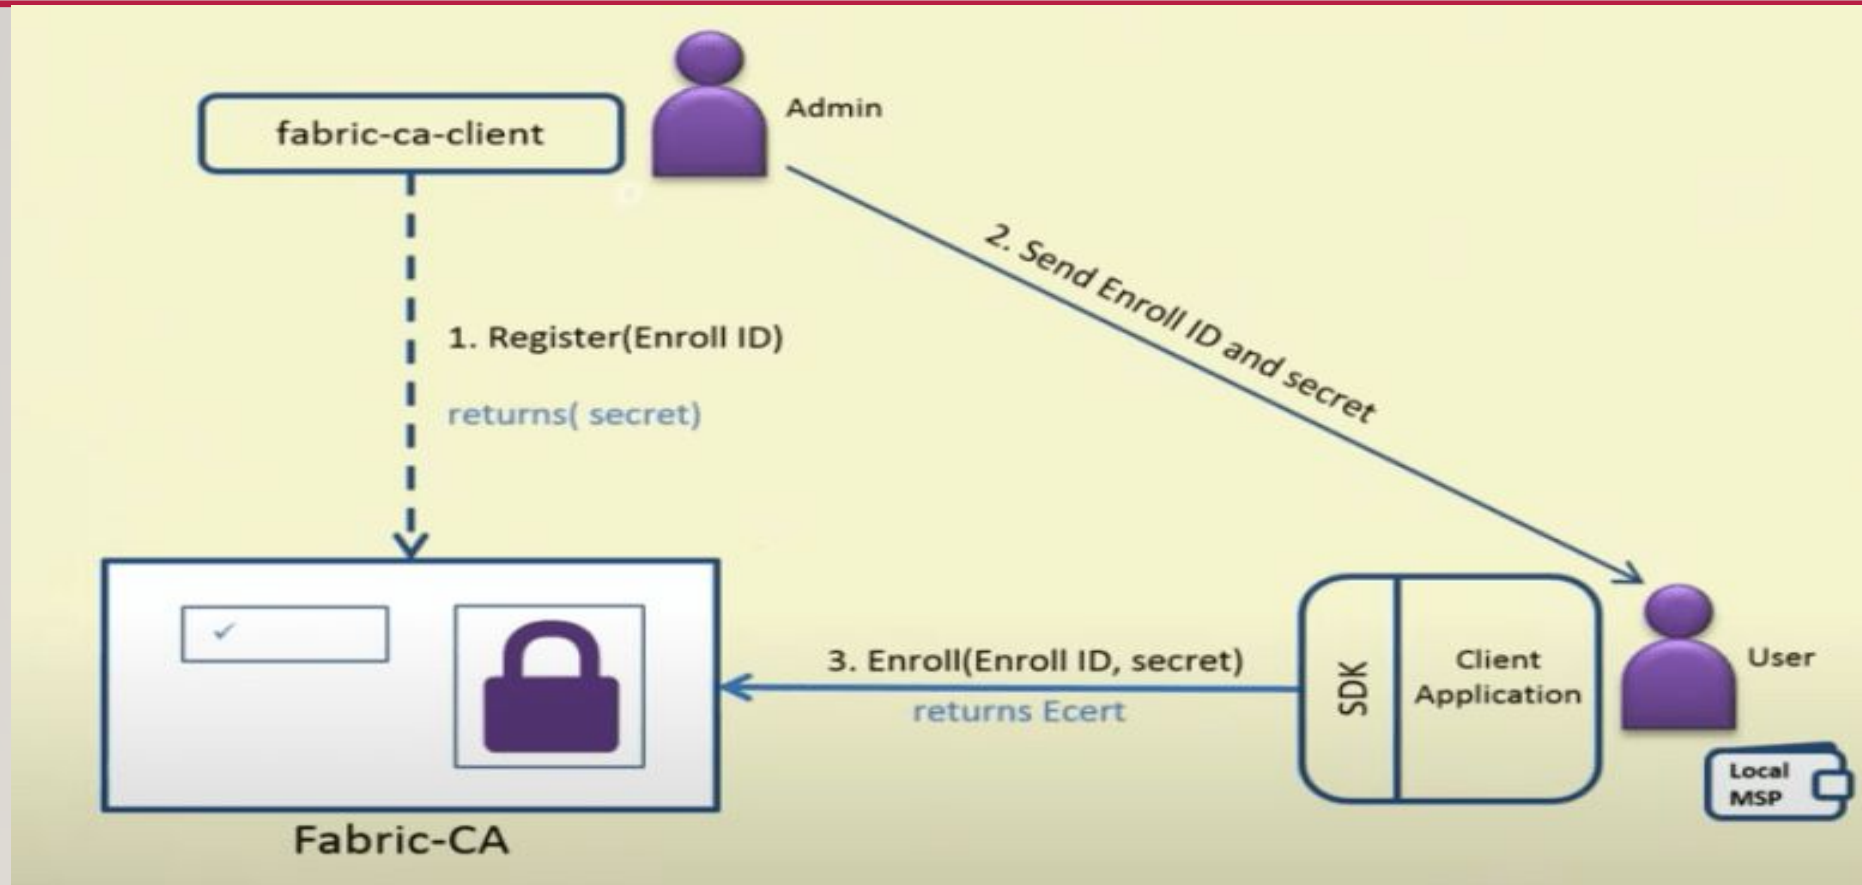 fabric-ca-client
Admin
2. Send Enroll ID and secret
1. Register(Enroll ID)
returns( secret)
3. Enroll(Enroll ID, secret)
returns Ecert
SDK
Client
Application
User
Local
MSP
Fabric-CA